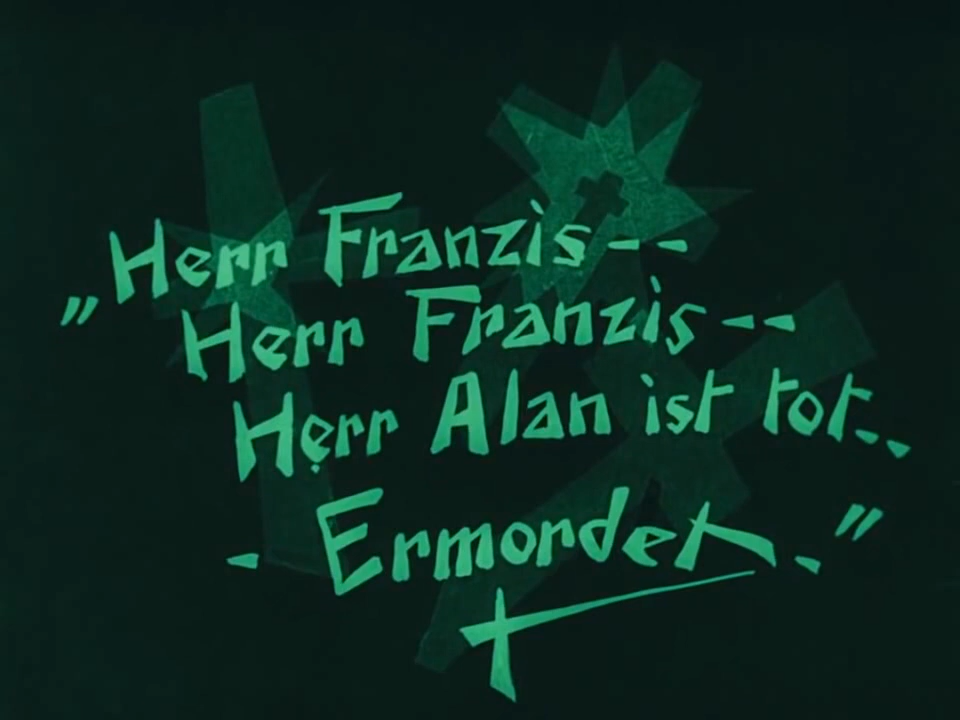 „Herr Franzis--
Herr Franzis--
Herr Alan ist tot--
- Ermordet -"